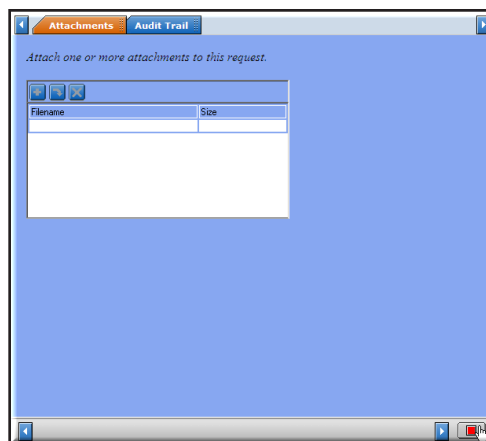 Attachments Audit Trail
Attach one or more attachments to this request.
Filename Size